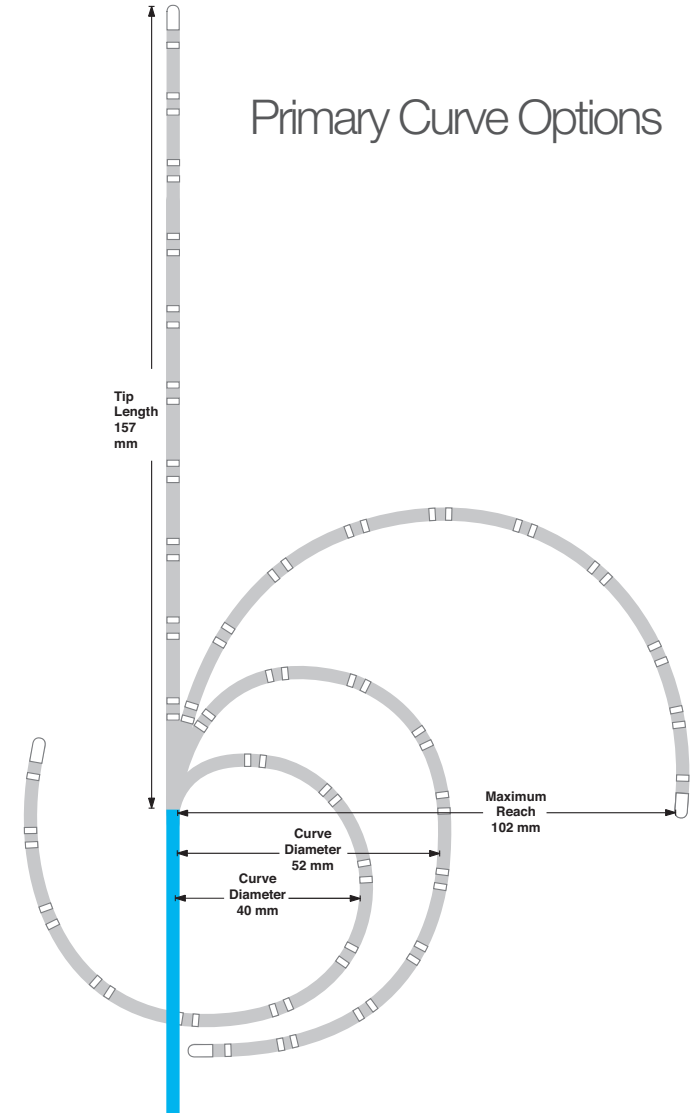 Primary Curve Options
Tip
Length
157
mm
Maximum
Reach
102 mm
Curve
Diameter
52 mm
Curve
Diameter
40 mm